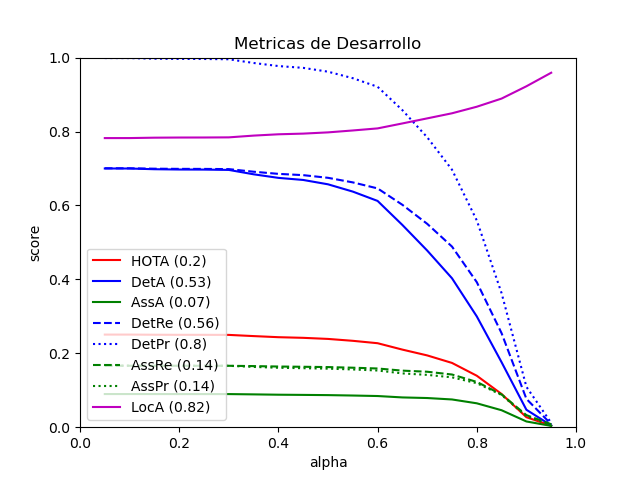 Metricas de Desarrollo
1.0
0.8
0.6
0.4
0.2
0.0
score
HOTA (0.2)
DetA (0.53)
AssA (0.07)
DetRe (0.56)
DetPr (0.8)
AssRe (0.14)
AssPr (0.14)
LocA (0.82)
0.0 0.2 0.4 0.6 0.8 1.0
alpha